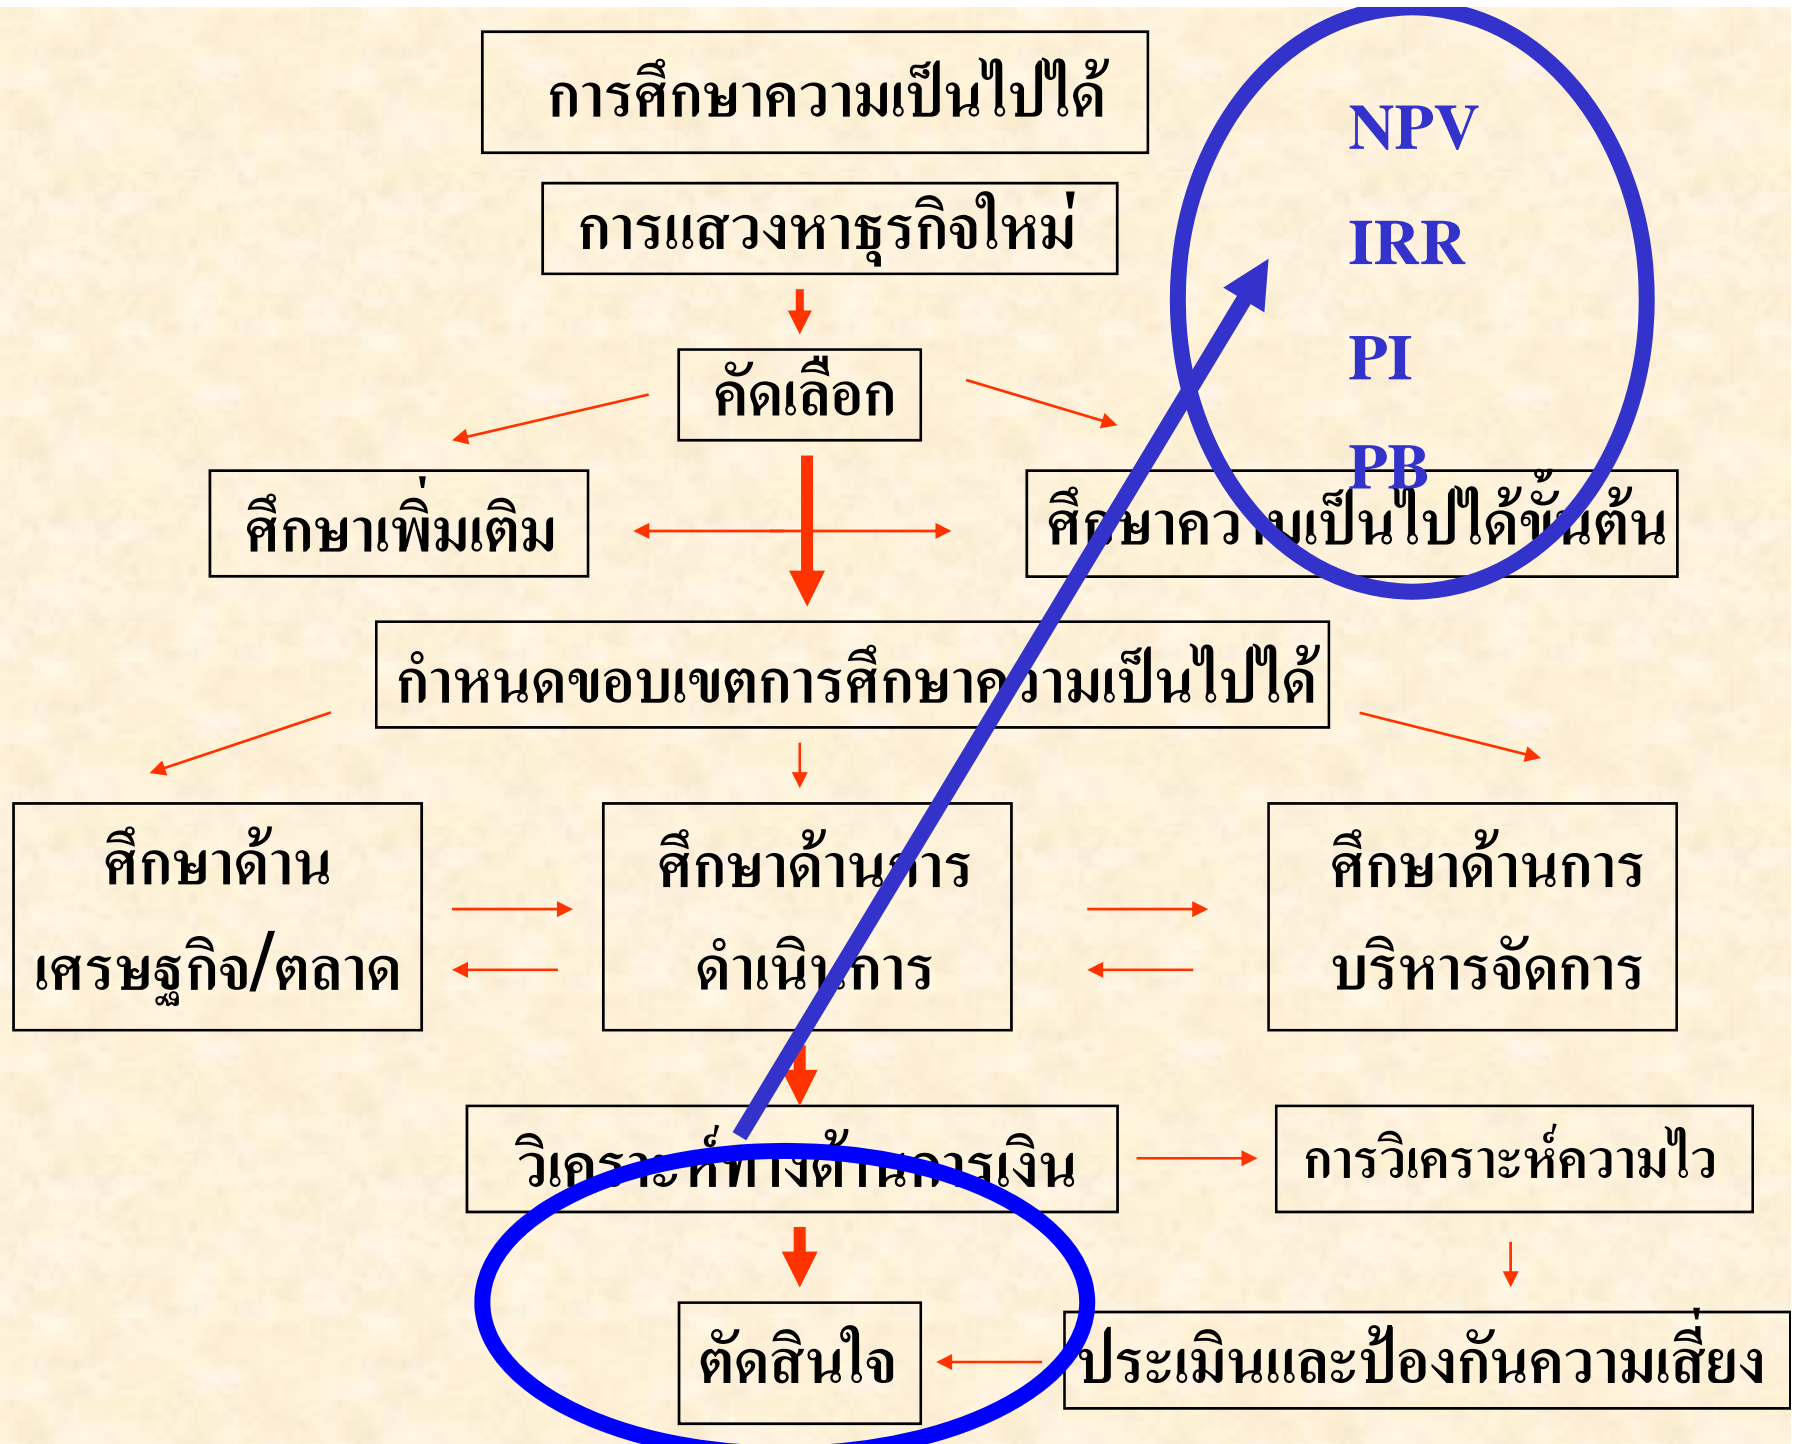 การศึกษาความเป็นไปได้
NPV
การแสวงหาธุรกิจใหม่
IRR
PI
คัดเลือก
PB
ศึกษาเพิ่มเติม
ศึกษาความเป็นไปได้ขั้นต้น
กำหนดขอบเขตการศึกษาความเป็นไปได้
ศึกษาด้าน
เศรษฐกิจ/ตลาด
ศึกษาด้านการ
ดำเนินการ
ศึกษาด้านการ
บริหารจัดการ
วิเคราะห์ทางด้านการเงิน
การวิเคราะห์ความไว
ตัดสินใจ
ประเมินและป้องกันความเสี่ยง